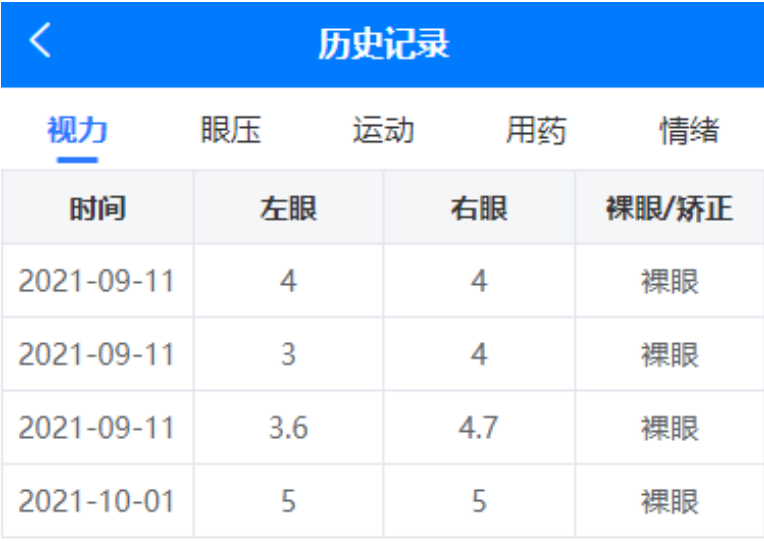 历史记录
视力 眼压 运动 用药 情绪
时间 左眼 右眼 裸眼/矫正
2021-09-11 4 4 裸眼
2021-09-11 3 4 裸眼
2021-09-11 3.6 4.7 裸眼
2021-10-01 5 5 裸眼